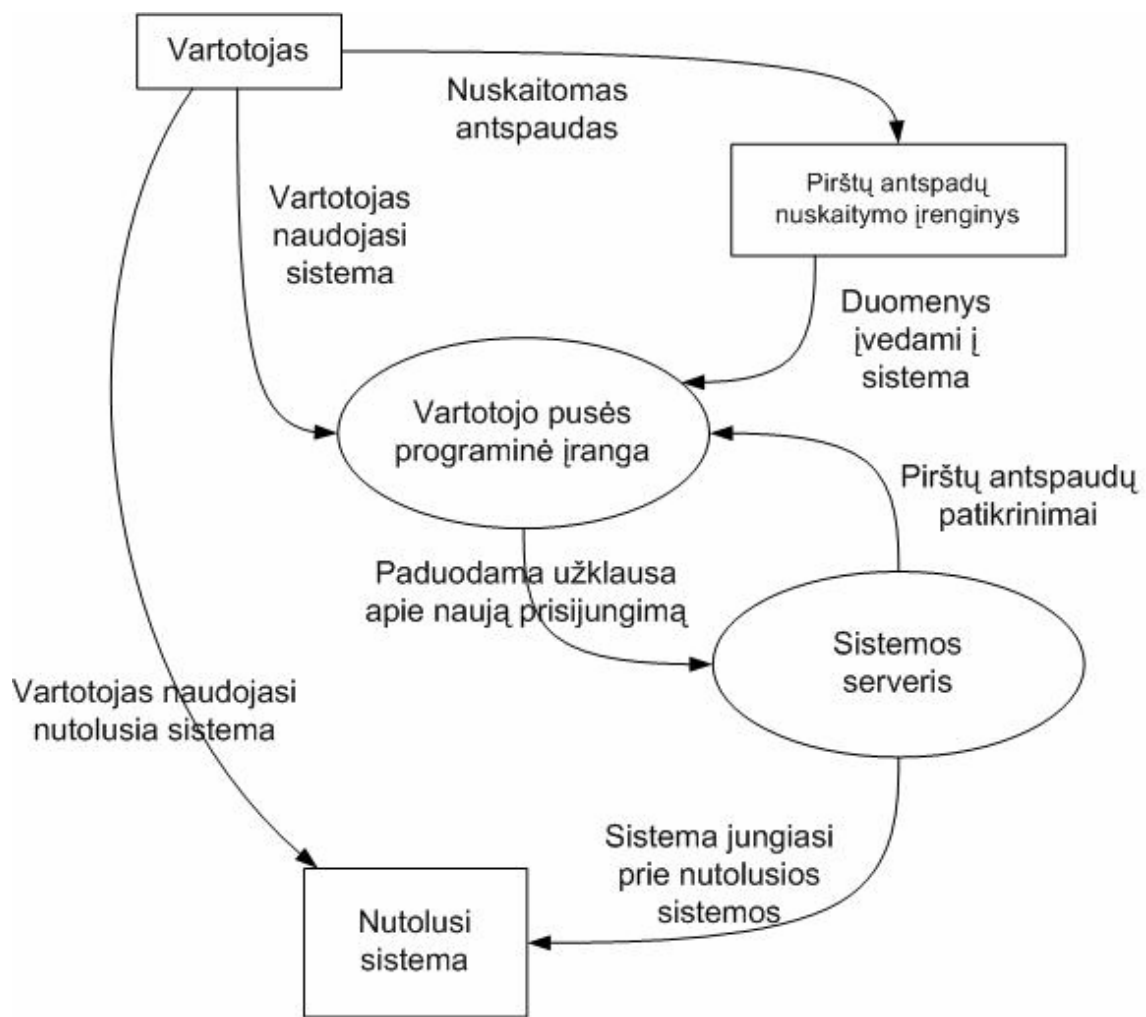 Vartotojas
Nuskaitomas
antspaudas
Pirštų antspadų
nuskaitymo įrenginys
Vartotojas
naudojasi
sistema
Duomenys
įvedami į
sistema
Vartotojo pusės
programinė įranga
Pirštų antspaudų
patikrinimai
Paduodama užklausa
apie naują prisijungimą
Sistemos
serveris
Vartotojas naudojasi
nutolusia sistema
Sistema jungiasi
prie nutolusios
sistemos
Nutolusi
sistema